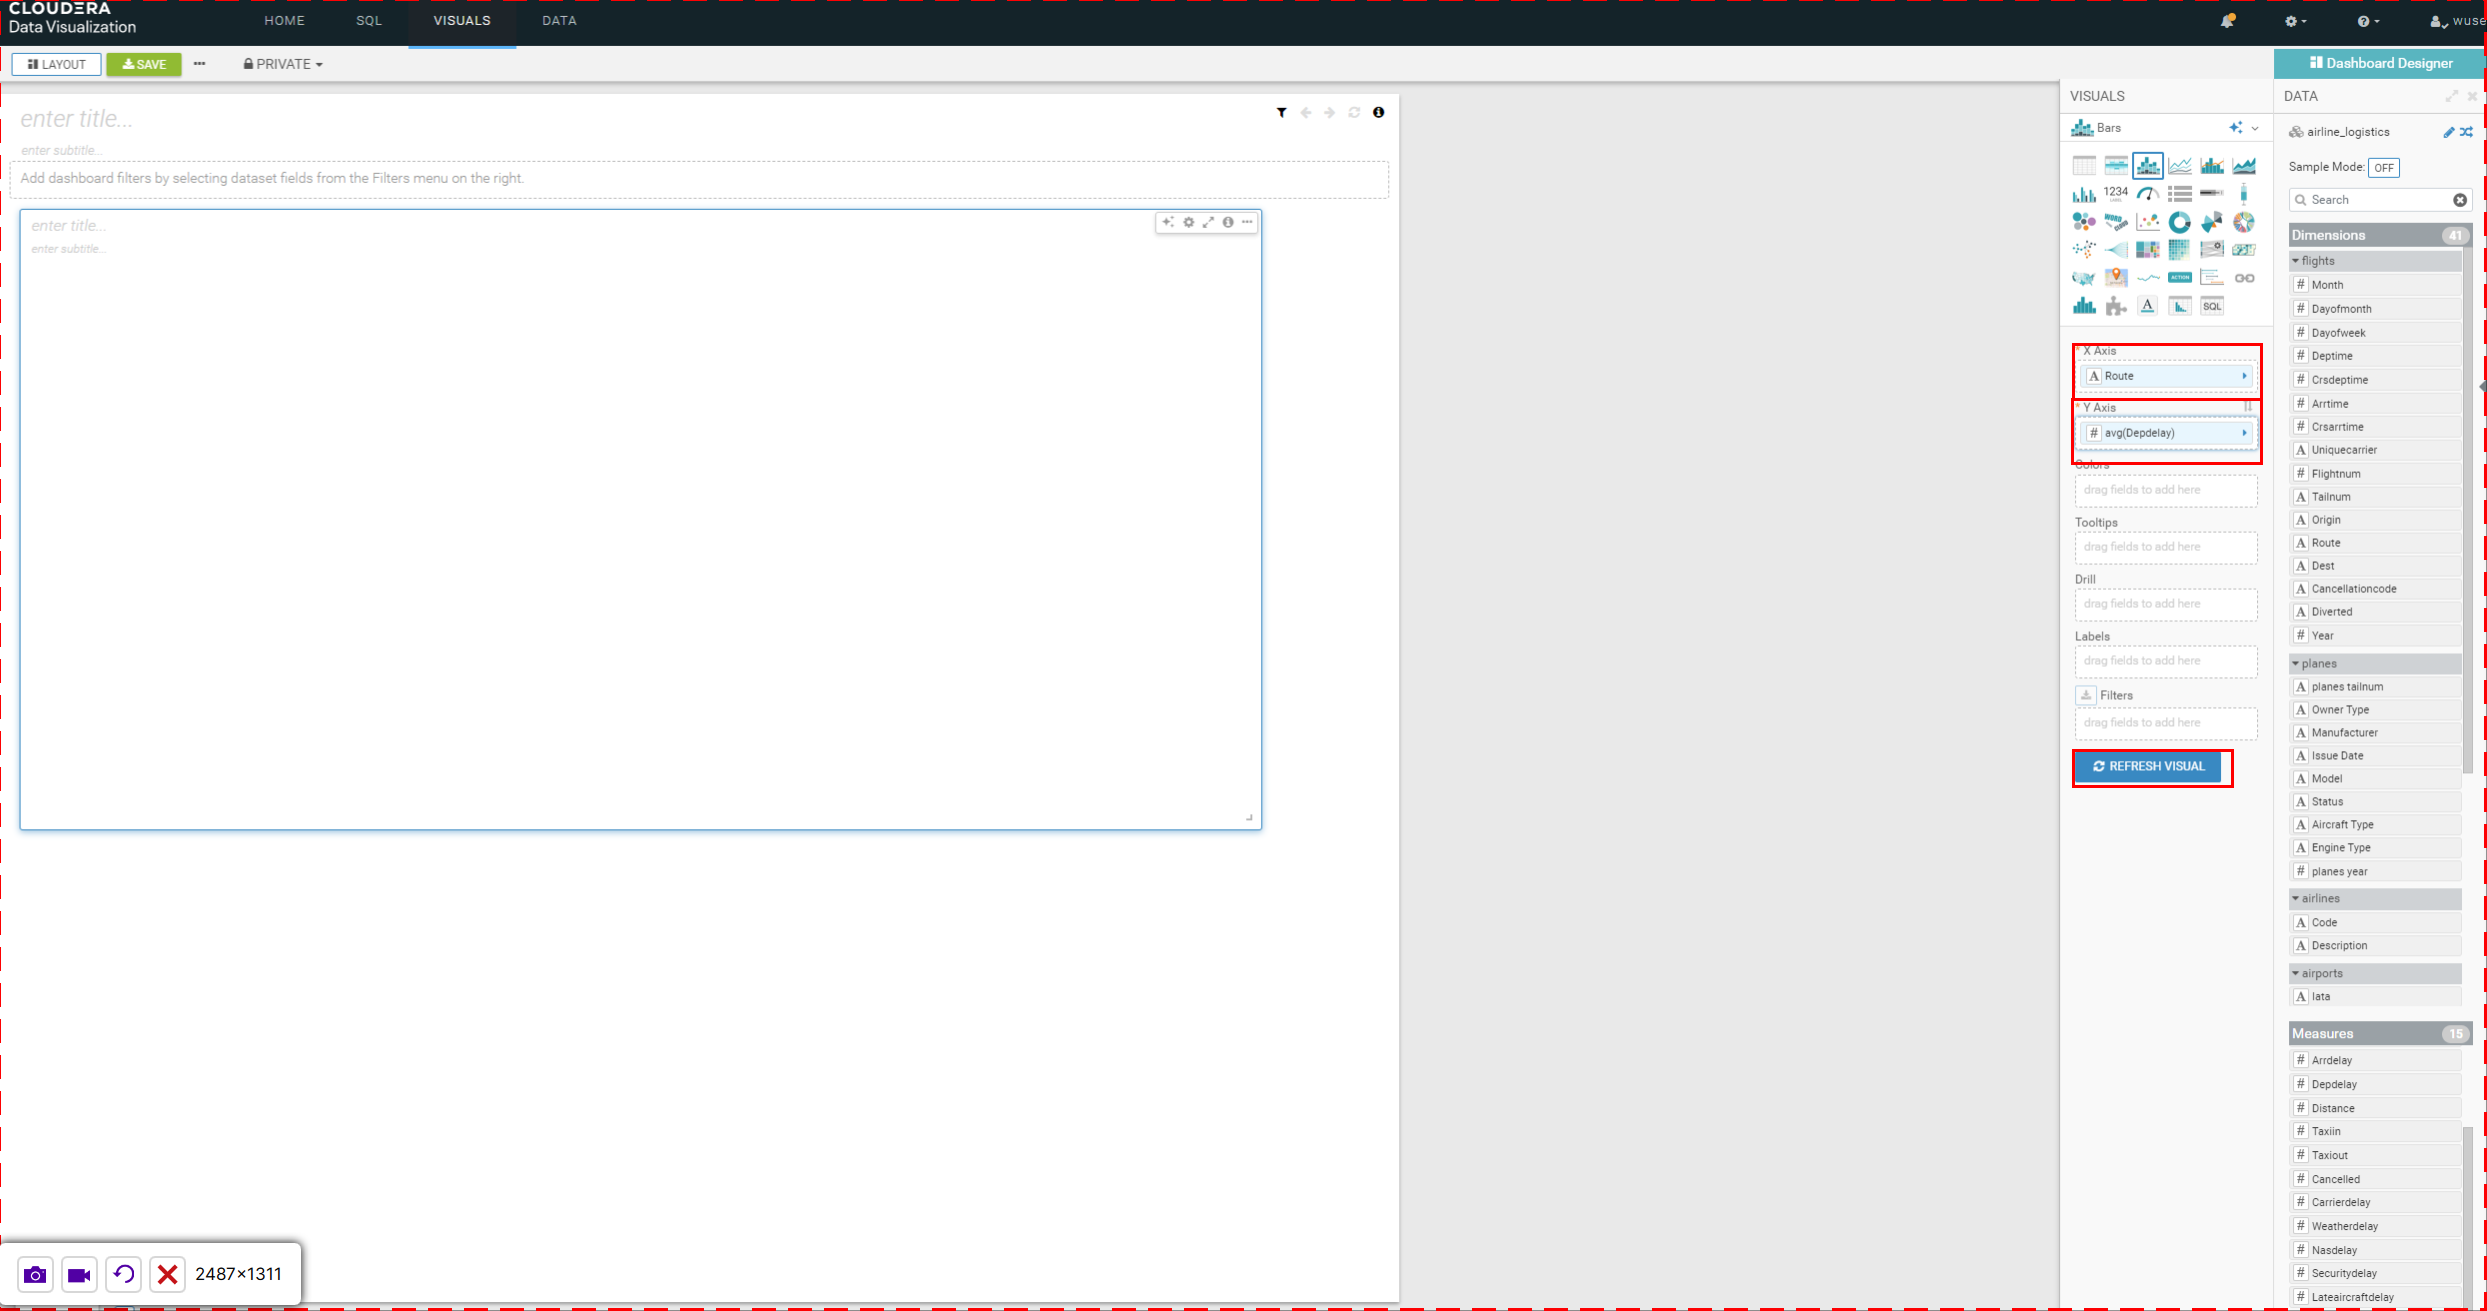 CLOUDERA
Data Visualization
HOME
SQL
VISUALS
DATA
wuse
LAYOUT
SAVE
PRIVATE
Dashboard Designer
enter title...
enter subtitle...
Add dashboard filters by selecting dataset fields from the Filters menu on the right.
enter title...
enter subtitle...
VISUALS
Bars
1234
LABEL
WORD
CLOUD
ACTION
A
SQL
* X Axis
A Route
* Y Axis
# avg(Depdelay)
Colors
drag fields to add here
Tooltips
drag fields to add here
Drill
drag fields to add here
Labels
drag fields to add here
Filters
drag fields to add here
REFRESH VISUAL
DATA
airline_logistics
Sample Mode: OFF
Search
Dimensions 41
flights
# Month
# Dayofmonth
# Dayofweek
# Deptime
# Crsdeptime
# Arrtime
# Crsarrtime
A Uniquecarrier
# Flightnum
A Tailnum
A Origin
A Route
A Dest
A Cancellationcode
A Diverted
# Year
planes
A planes tailnum
A Owner Type
A Manufacturer
A Issue Date
A Model
A Status
A Aircraft Type
A Engine Type
# planes year
airlines
A Code
A Description
airports
A Iata
Measures 15
# Arrdelay
# Depdelay
# Distance
# Taxiin
# Taxiout
# Cancelled
# Carrierdelay
# Weatherdelay
# Nasdelay
# Securitydelay
# Lateaircraftdelay
2487×1311